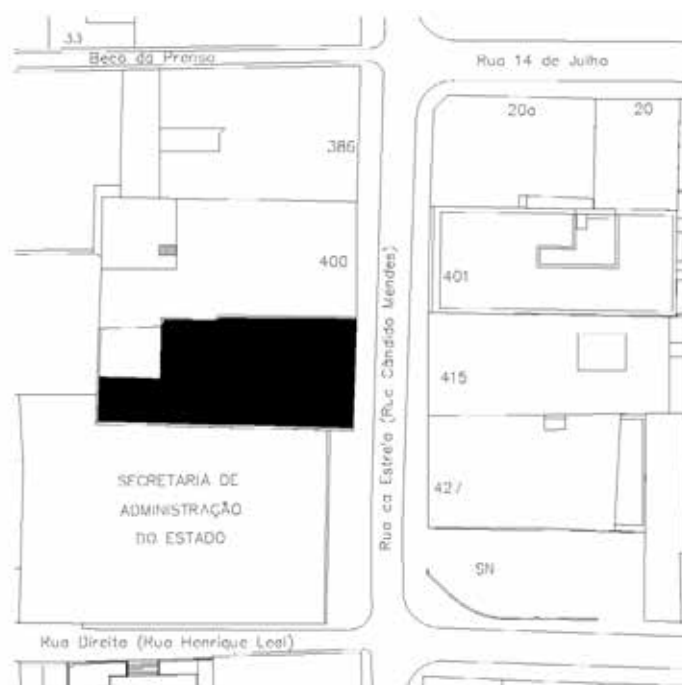 33
Beco da Prensa
Rua 14 de Julho
20a
20
386
400
401
Rua da Estrela (Rua Cândido Mendes)
415
427
SECRETARIA DE
ADMINISTRAÇÃO
DO ESTADO
SN
Rua Direita (Rua Henrique Leal)